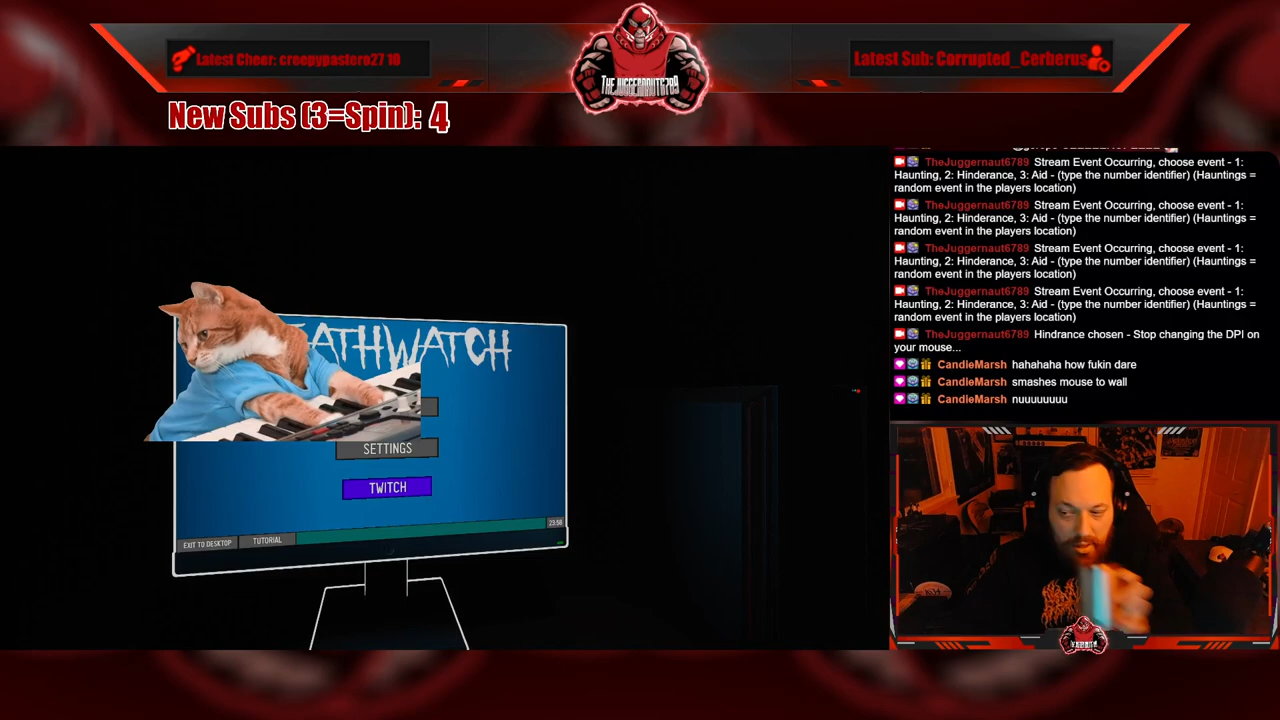 Latest Cheer: creepypastero27 10
THEJUGGERNAUT6789
Latest Sub: Corrupted_Cerberus
New Subs (3=Spin): 4
TheJuggernaut6789 Stream Event Occurring, choose event - 1:
Haunting, 2: Hinderance, 3: Aid - (type the number identifier) (Hauntings =
random event in the players location)
TheJuggernaut6789 Stream Event Occurring, choose event - 1:
Haunting, 2: Hinderance, 3: Aid - (type the number identifier) (Hauntings =
random event in the players location)
TheJuggernaut6789 Stream Event Occurring, choose event - 1:
Haunting, 2: Hinderance, 3: Aid - (type the number identifier) (Hauntings =
random event in the players location)
TheJuggernaut6789 Stream Event Occurring, choose event - 1:
Haunting, 2: Hinderance, 3: Aid - (type the number identifier) (Hauntings =
random event in the players location)
TheJuggernaut6789 Hindrance chosen - Stop changing the DPI on
your mouse...
CandieMarsh hahahaha how fukin dare
CandieMarsh smashes mouse to wall
CandieMarsh nuuuuuuuu
EATHWATCH
SETTINGS
TWITCH
23:58
EXIT TO DESKTOP
TUTORIAL